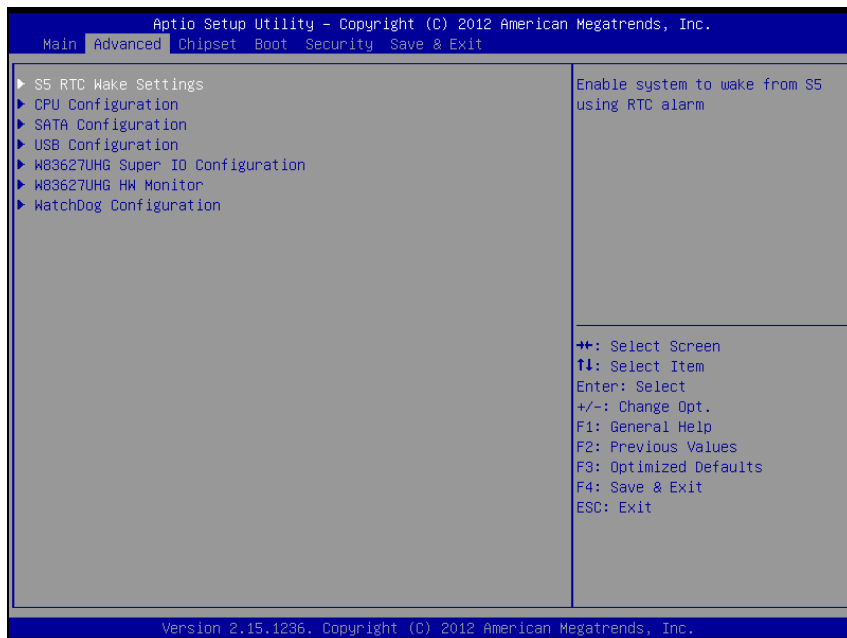 Aptio Setup Utility – Copyright (C) 2012 American Megatrends, Inc.
Main Advanced Chipset Boot Security Save & Exit
▶ S5 RTC Wake Settings
▶ CPU Configuration
▶ SATA Configuration
▶ USB Configuration
▶ W83627UHG Super IO Configuration
▶ W83627UHG HW Monitor
▶ WatchDog Configuration
Enable system to wake from S5
using RTC alarm
→←: Select Screen
↑↓: Select Item
Enter: Select
+/-: Change Opt.
F1: General Help
F2: Previous Values
F3: Optimized Defaults
F4: Save & Exit
ESC: Exit
Version 2.15.1236. Copyright (C) 2012 American Megatrends, Inc.